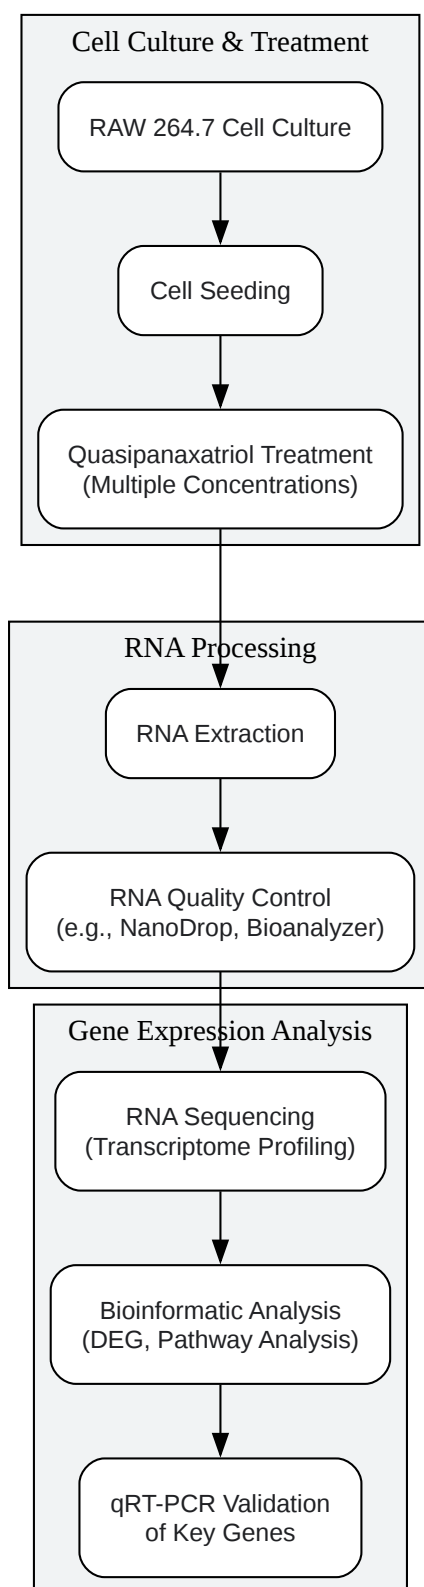 Cell Culture & Treatment
RAW 264.7 Cell Culture
Cell Seeding
Quasipanaxatriol Treatment
(Multiple Concentrations)
RNA Processing
RNA Extraction
RNA Quality Control
(e.g., NanoDrop, Bioanalyzer)
Gene Expression Analysis
RNA Sequencing
(Transcriptome Profiling)
Bioinformatic Analysis
(DEG, Pathway Analysis)
qRT-PCR Validation
of Key Genes